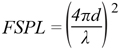 FSPL = (4πd/λ)²